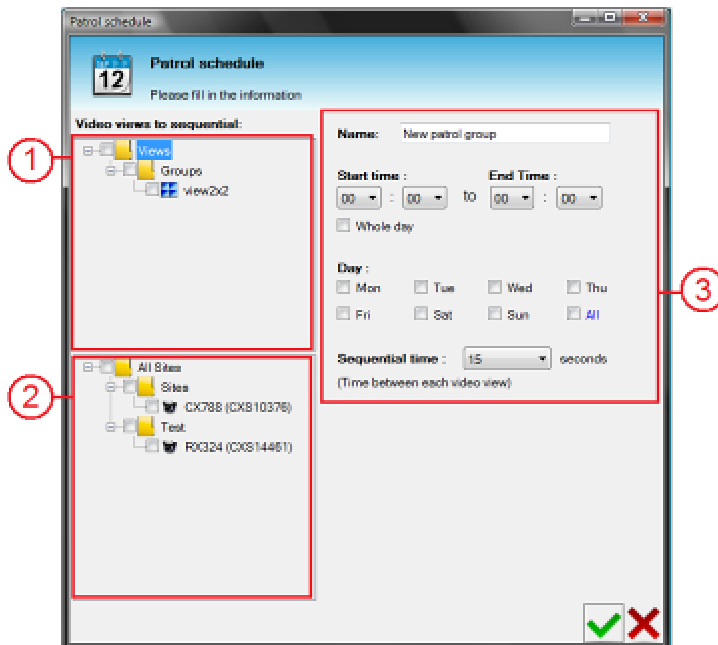 Patrol schedule
12
Patrol schedule
Please fill in the information
Video views to sequential:
1
Views
Groups
view2x2
2
All Sites
Sites
CX788 (CXS10376)
Test
RX324 (CXS14461)
Name: New patrol group
Start time : End Time :
00 : 00 to 00 : 00
Whole day
Day :
Mon Tue Wed Thu
Fri Sat Sun All
Sequential time : 15 seconds
(Time between each video view)
3